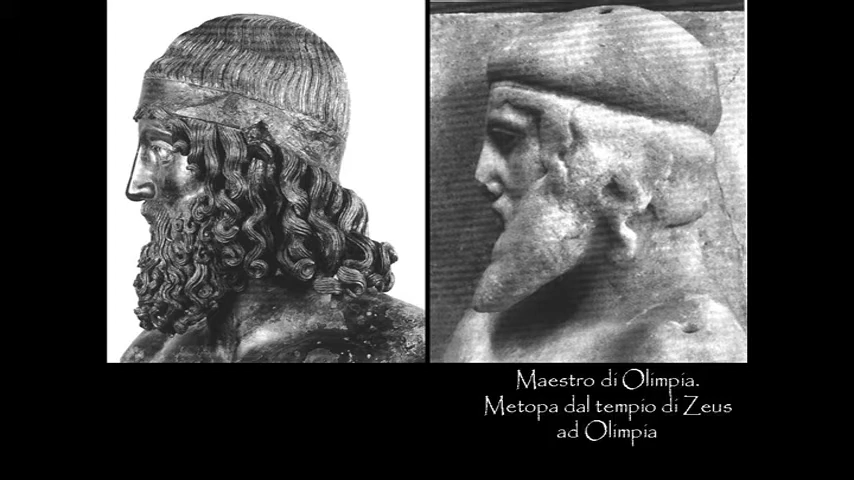 Maestro di Olimpia.
Metopa dal tempio di Zeus
ad Olimpia